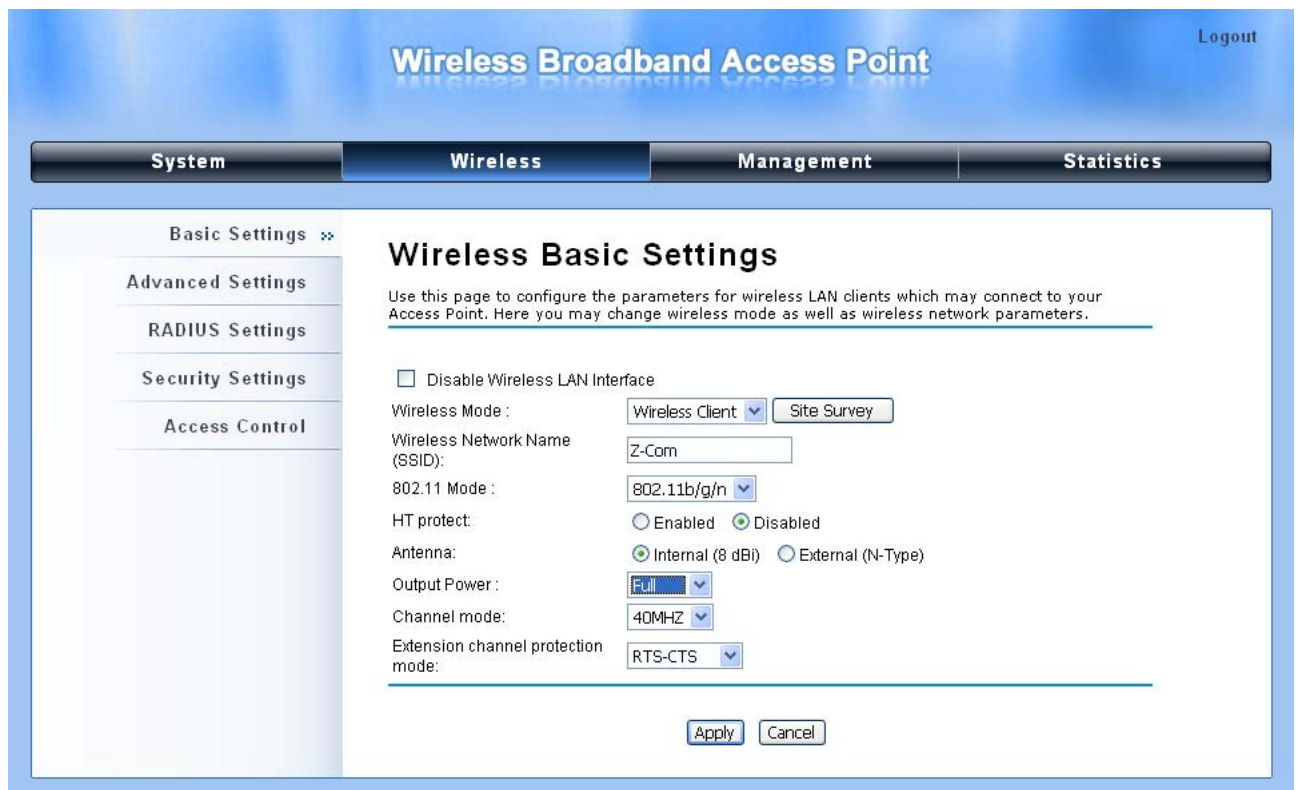 Logout
Wireless Broadband Access Point
System Wireless Management Statistics
Basic Settings »
Advanced Settings
RADIUS Settings
Security Settings
Access Control
Wireless Basic Settings
Use this page to configure the parameters for wireless LAN clients which may connect to your
Access Point. Here you may change wireless mode as well as wireless network parameters.
Disable Wireless LAN Interface
Wireless Mode : Wireless Client Site Survey
Wireless Network Name
(SSID): Z-Com
802.11 Mode : 802.11b/g/n
HT protect: Enabled Disabled
Antenna: Internal (8 dBi) External (N-Type)
Output Power : Full
Channel mode: 40MHZ
Extension channel protection
mode: RTS-CTS
Apply Cancel